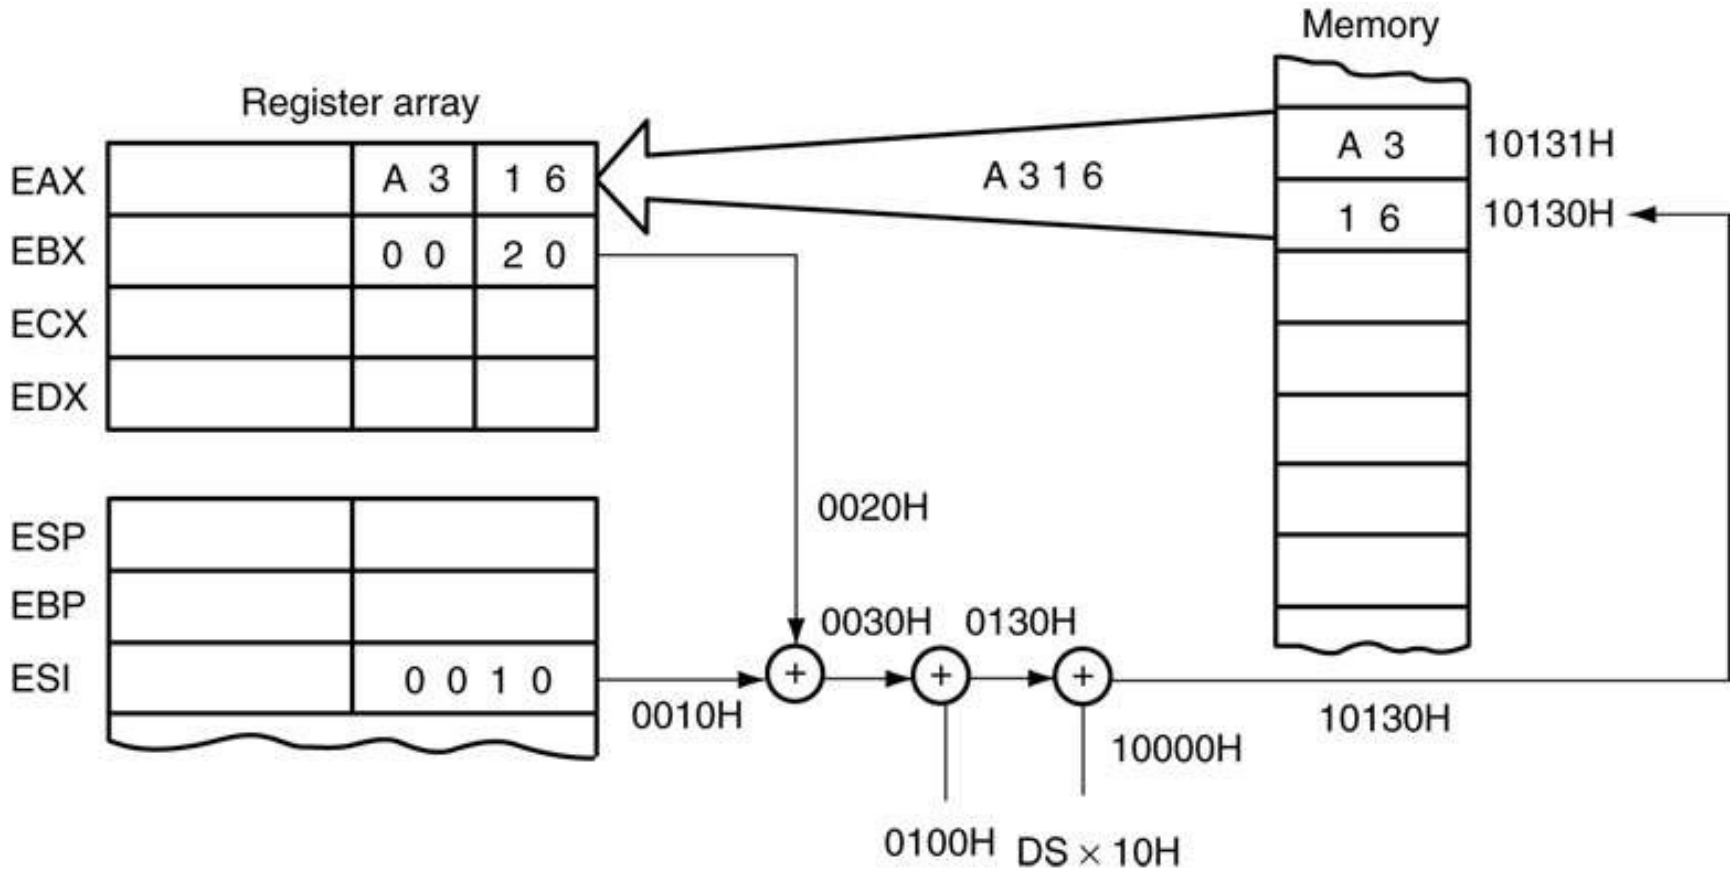 Memory
Register array
EAX A 3 1 6
EBX 0 0 2 0
ECX
EDX
A 3 1 6
A 3 10131H
1 6 10130H
ESP
EBP
ESI 0 0 1 0
0020H
0010H
+
0030H
+
0130H
+
0100H
10000H
DS × 10H
10130H